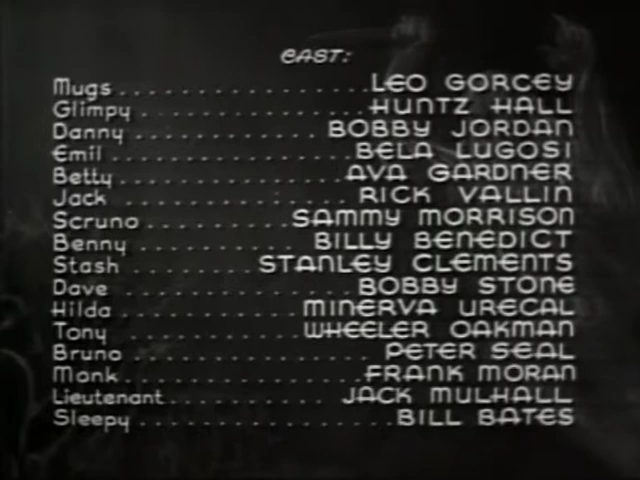 CAST:
Mugs . . . . . . . . . . . . . . . . . LEO GORCEY
Glimpy . . . . . . . . . . . . . . . HUNTZ HALL
Danny . . . . . . . . . . . . . BOBBY JORDAN
Emil . . . . . . . . . . . . . . . . BELA LUGOSI
Betty . . . . . . . . . . . . . . . AVA GARDNER
Jack . . . . . . . . . . . . . . . . RICK VALLIN
Scruno . . . . . . . . . . SAMMY MORRISON
Benny . . . . . . . . . . . BILLY BENEDICT
Stash . . . . . . . . STANLEY CLEMENTS
Dave . . . . . . . . . . . . . . . BOBBY STONE
Hilda . . . . . . . . . . . . MINERVA URECAL
Tony . . . . . . . . . . . . WHEELER OAKMAN
Bruno . . . . . . . . . . . . . . . . . PETER SEAL
Monk . . . . . . . . . . . . . . . . FRANK MORAN
Lieutenant . . . . . . . . . . JACK MULHALL
Sleepy . . . . . . . . . . . . . . . . . BILL BATES